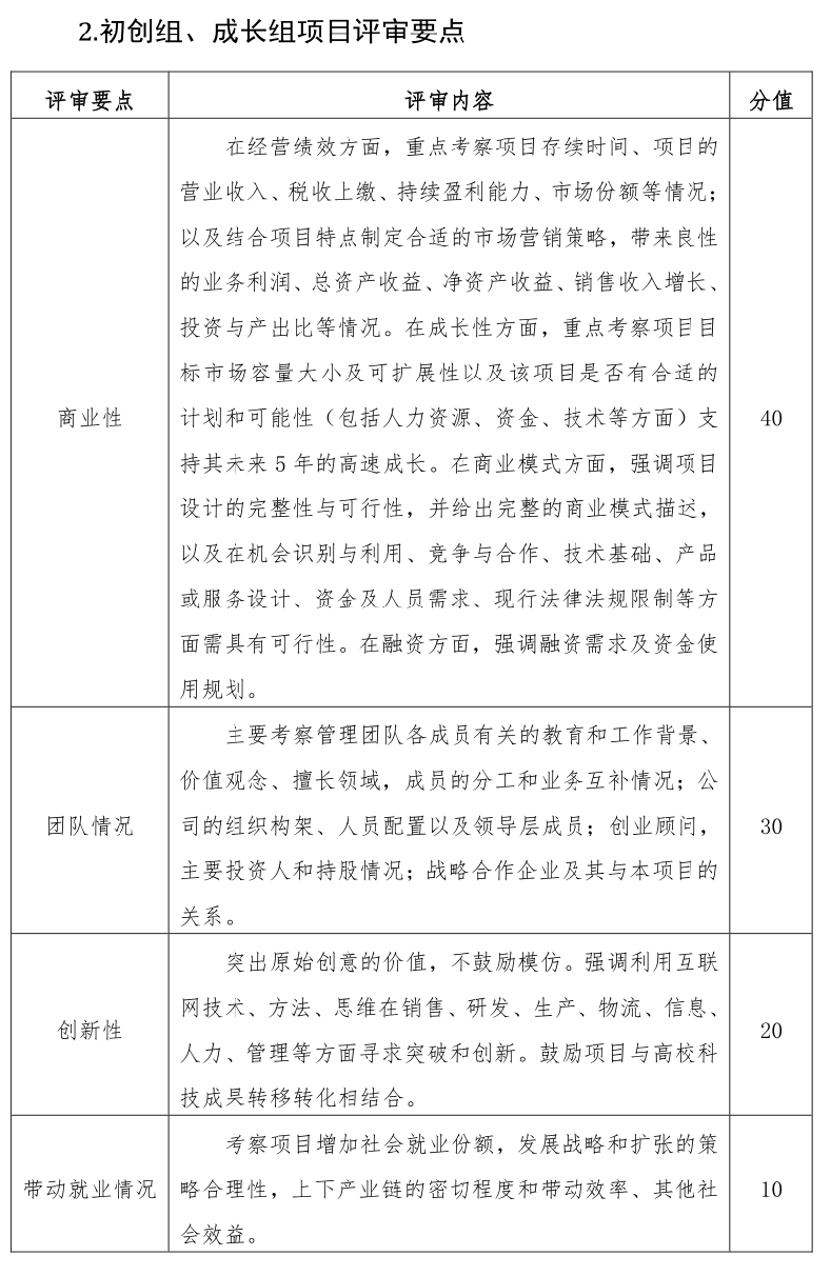 2.初创组、成长组项目评审要点
评审要点 评审内容 分值
在经营绩效方面，重点考察项目存续时间、项目的
营业收入、税收上缴、持续盈利能力、市场份额等情况；
以及结合项目特点制定合适的市场营销策略，带来良性
的业务利润、总资产收益、净资产收益、销售收入增长、
投资与产出比等情况。在成长性方面，重点考察项目目
标市场容量大小及可扩展性以及该项目是否有合适的
商业性 计划和可能性（包括人力资源、资金、技术等方面）支 40
持其未来 5 年的高速成长。在商业模式方面，强调项目
设计的完整性与可行性，并给出完整的商业模式描述，
以及在机会识别与利用、竞争与合作、技术基础、产品
或服务设计、资金及人员需求、现行法律法规限制等方
面需具有可行性。在融资方面，强调融资需求及资金使
用规划。
主要考察管理团队各成员有关的教育和工作背景、
价值观念、擅长领域，成员的分工和业务互补情况；公
团队情况 司的组织构架、人员配置以及领导层成员；创业顾问， 30
主要投资人和持股情况；战略合作企业及其与本项目的
关系。
突出原始创意的价值，不鼓励模仿。强调利用互联
网技术、方法、思维在销售、研发、生产、物流、信息、
创新性 人力、管理等方面寻求突破和创新。鼓励项目与高校科 20
技成果转移转化相结合。
考察项目增加社会就业份额，发展战略和扩张的策
带动就业情况 略合理性，上下产业链的密切程度和带动效率、其他社 10
会效益。